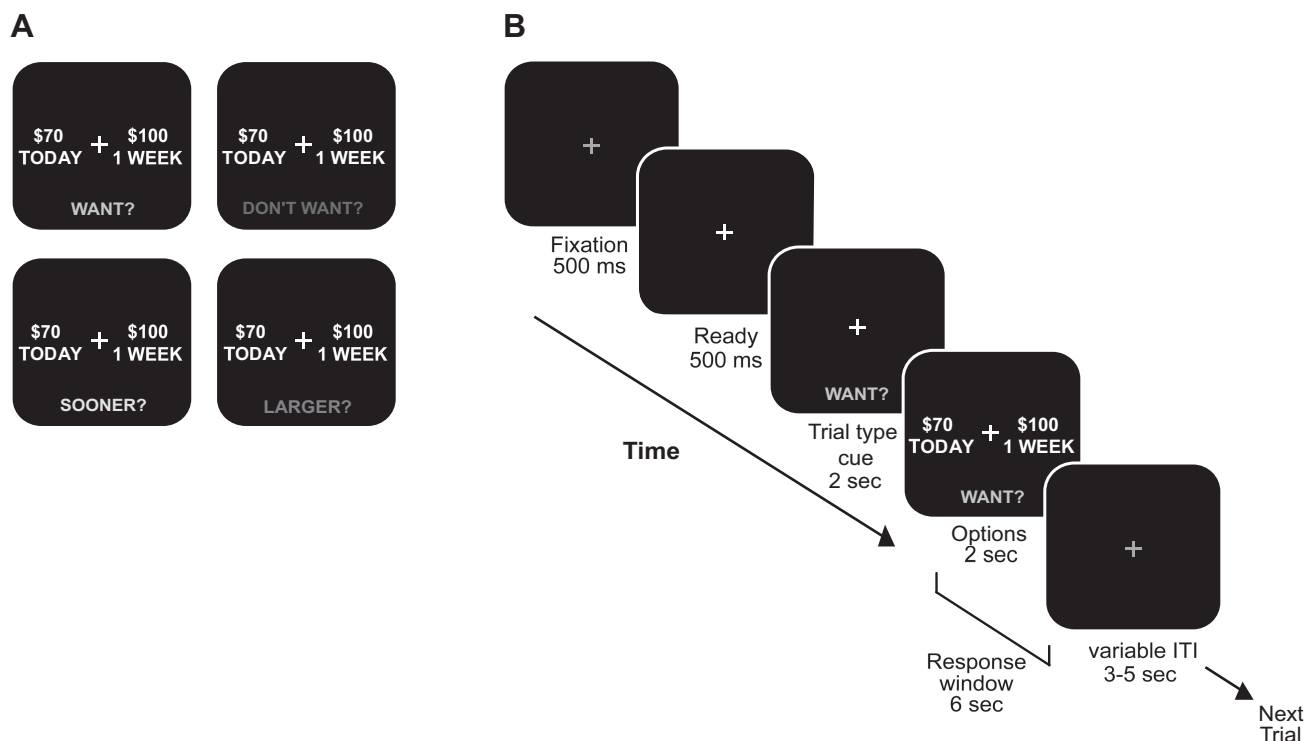 A
$70 $100
TODAY + 1 WEEK
WANT?
$70 $100
TODAY + 1 WEEK
DON'T WANT?
$70 $100
TODAY + 1 WEEK
SOONER?
$70 $100
TODAY + 1 WEEK
LARGER?
B
+
Fixation
500 ms
+
Ready
500 ms
+
WANT?
Trial type
cue
2 sec
$70 $100
TODAY + 1 WEEK
WANT?
Options
2 sec
+
variable ITI
3-5 sec
Time
Response
window
6 sec
Next
Trial